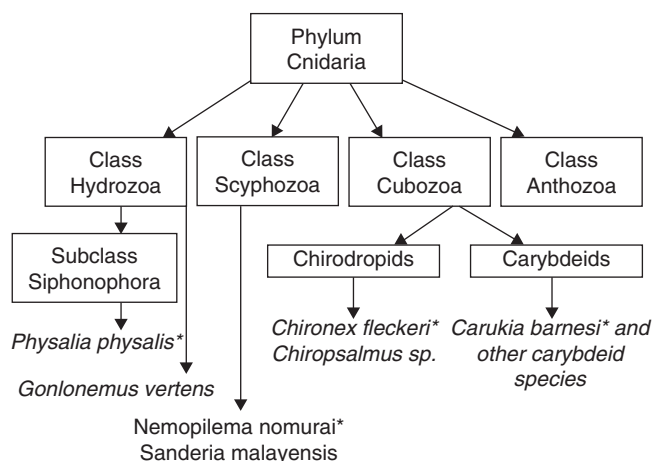 Phylum
Cnidaria
Class
Hydrozoa
Class
Scyphozoa
Class
Cubozoa
Class
Anthozoa
Subclass
Siphonophora
Chirodropids
Carybdeids
Physalia physalis*
Chironex fleckeri*
Chiropsalmus sp.
Carukia barnesi* and
other carybdeid
species
Gonlonemus vertens
Nemopilema nomurai*
Sanderia malayensis